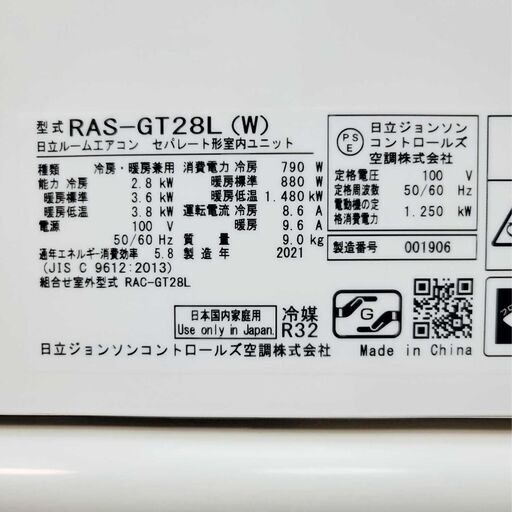 型式 RAS-GT28L(W)
日立ルームエアコン セパレート形室内ユニット
種類 冷房・暖房兼用 消費電力 冷房 790 W
能力 冷房 2.8 kW 暖房標準 880 W
暖房標準 3.6 kW 暖房低温 1.480 kW
暖房低温 3.8 kW 運転電流 冷房 8.6 A
電源 100 V 暖房 9.6 A
50/60 Hz 質量 9.0 kg
通年エネルギー消費効率 5.8 製造年 2021
(JIS C 9612:2013)
組合せ室外型式 RAC-GT28L
PS
E
日立ジョンソン
コントロールズ
空調株式会社
定格電圧 100 V
定格周波数 50/60 Hz
電動機の定格消費電力 1.250 kW
製造番号 001906
日本国内家庭用
Use only in Japan.
冷媒
R32
G
日立ジョンソンコントロールズ空調株式会社 Made in China